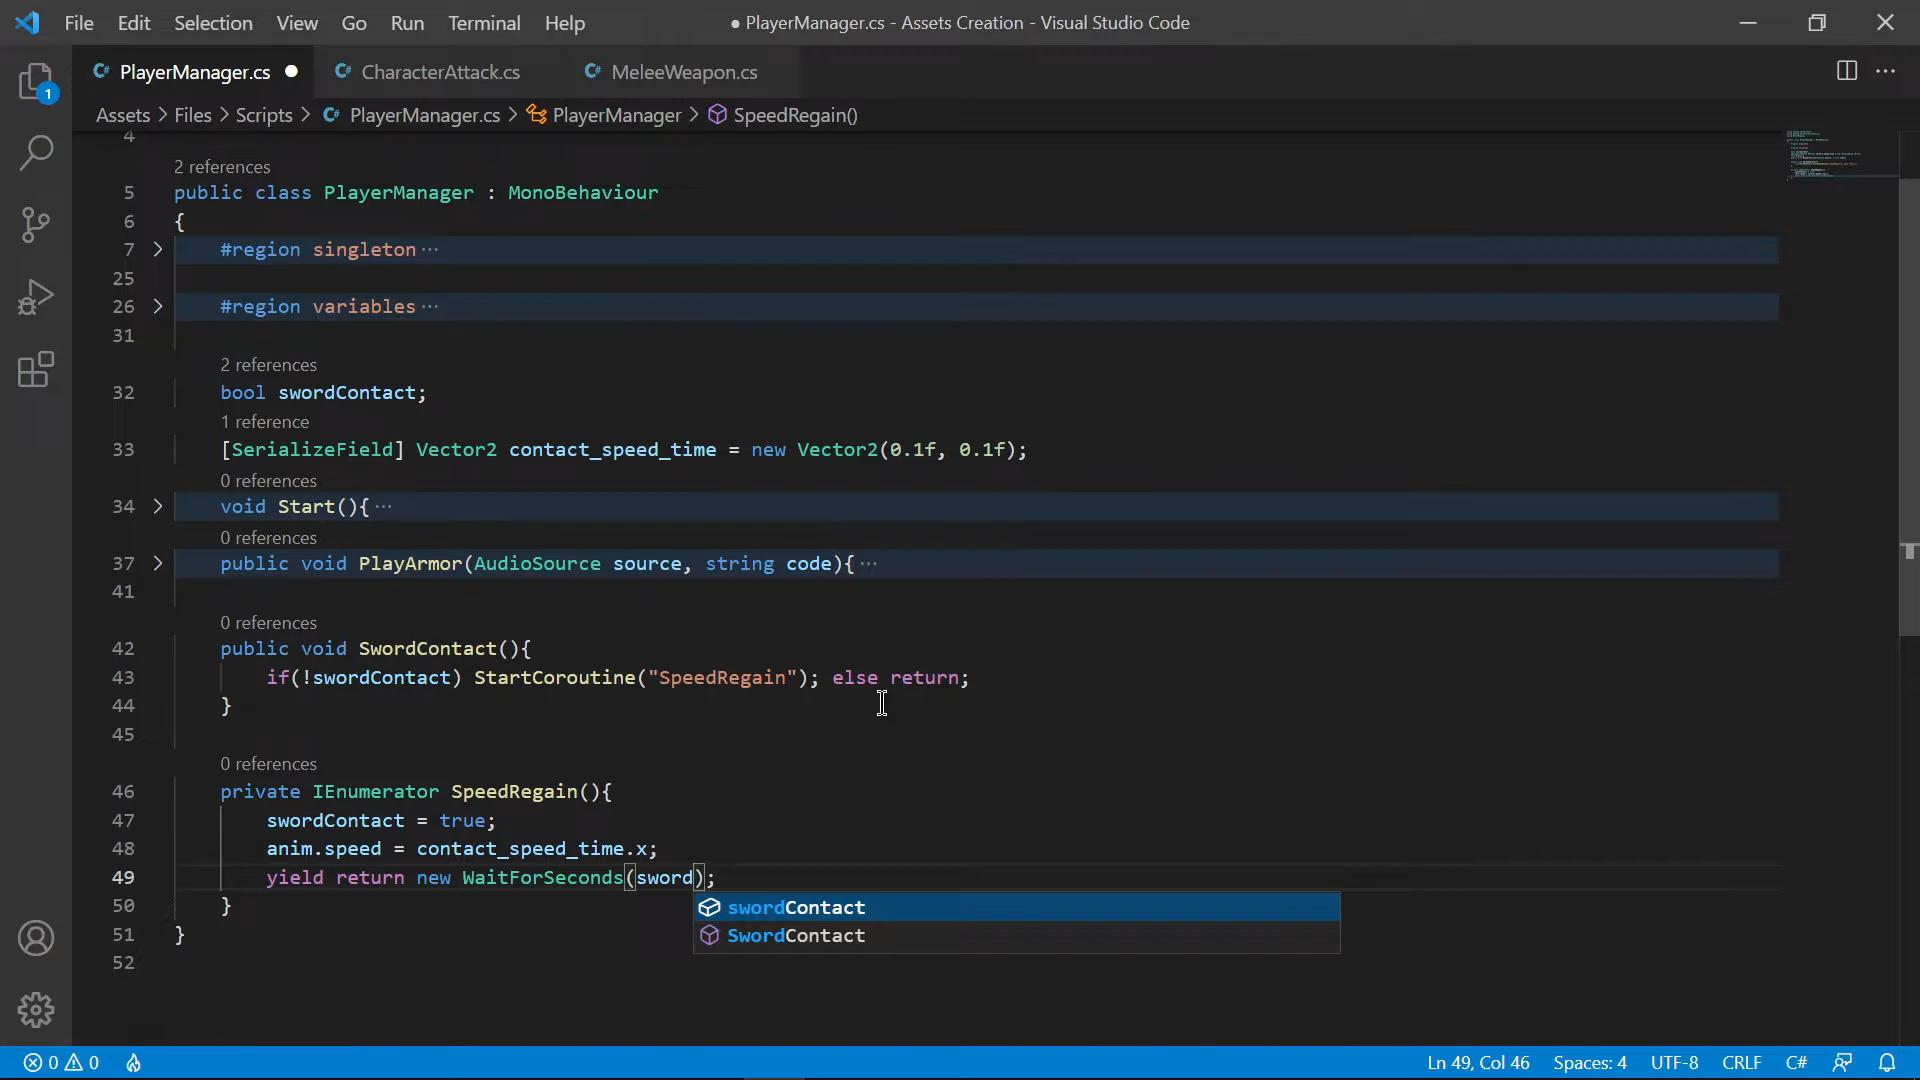 File Edit Selection View Go Run Terminal Help ● PlayerManager.cs - Assets Creation - Visual Studio Code
PlayerManager.cs ● CharacterAttack.cs MeleeWeapon.cs
1
Assets > Files > Scripts > PlayerManager.cs > PlayerManager > SpeedRegain()
4
2 references
5 public class PlayerManager : MonoBehaviour
6 {
7 > #region singleton ···
25
26 > #region variables ···
31
2 references
32 bool swordContact;
1 reference
33 [SerializeField] Vector2 contact_speed_time = new Vector2(0.1f, 0.1f);
0 references
34 > void Start(){ ···
0 references
37 > public void PlayArmor(AudioSource source, string code){ ···
41
0 references
42 public void SwordContact(){
43 if(!swordContact) StartCoroutine("SpeedRegain"); else return;
44 }
45
0 references
46 private IEnumerator SpeedRegain(){
47 swordContact = true;
48 anim.speed = contact_speed_time.x;
49 yield return new WaitForSeconds(sword);
50 }
swordContact
51 }
SwordContact
52
0 0 Ln 49, Col 46 Spaces: 4 UTF-8 CRLF C#